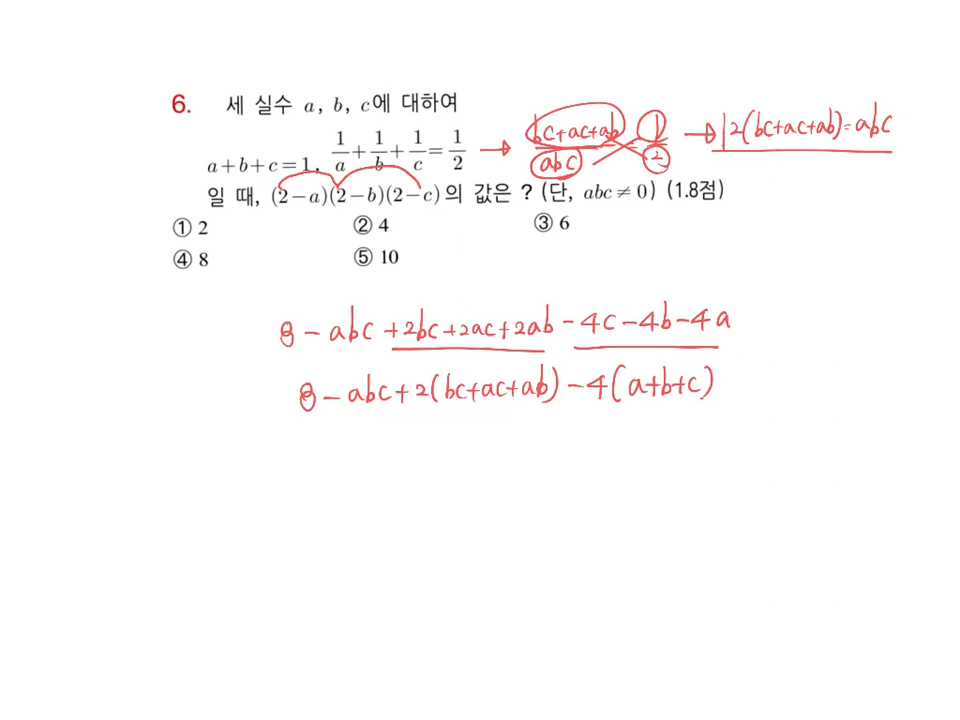 6. 세 실수 a, b, c에 대하여
a+b+c=1, 1/a + 1/b + 1/c = 1/2 → (bc+ac+ab)/abc = 1/2 → 2(bc+ac+ab)=abc
일 때, (2-a)(2-b)(2-c)의 값은 ? (단, abc≠0) (1.8점)
① 2 ② 4 ③ 6
④ 8 ⑤ 10
8 - abc +2bc+2ac+2ab -4c-4b-4a
8 - abc+2(bc+ac+ab) -4(a+b+c)